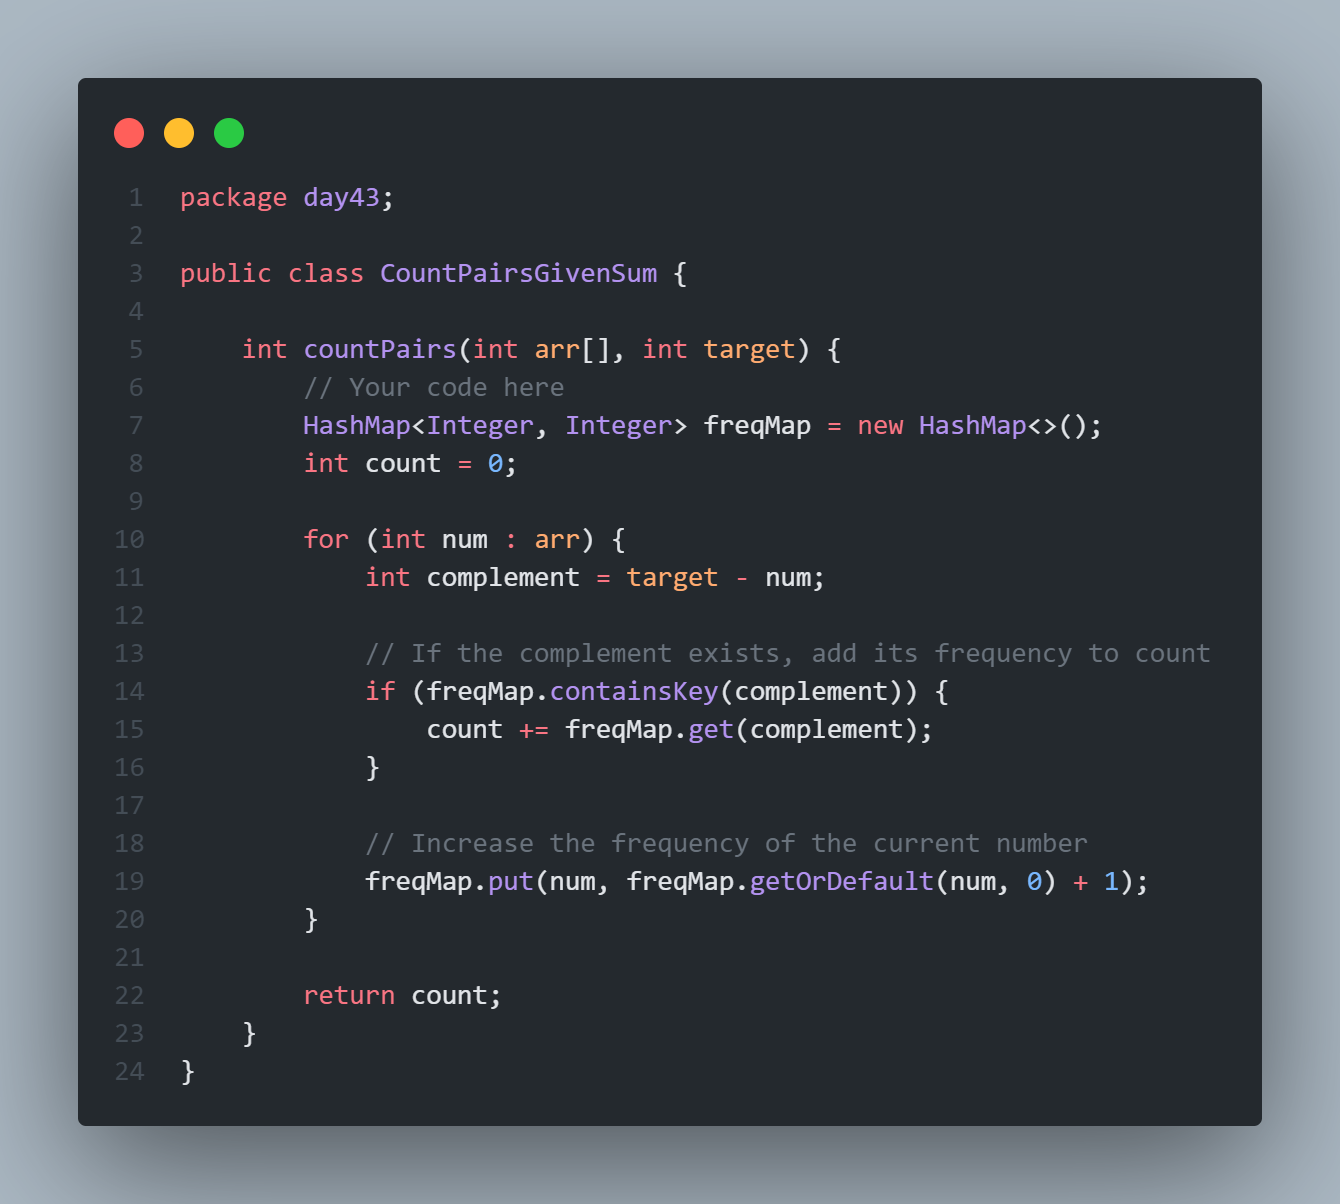 1 package day43;
2
3 public class CountPairsGivenSum {
4
5     int countPairs(int arr[], int target) {
6         // Your code here
7         HashMap<Integer, Integer> freqMap = new HashMap<>();
8         int count = 0;
9
10         for (int num : arr) {
11             int complement = target - num;
12
13             // If the complement exists, add its frequency to count
14             if (freqMap.containsKey(complement)) {
15                 count += freqMap.get(complement);
16             }
17
18             // Increase the frequency of the current number
19             freqMap.put(num, freqMap.getOrDefault(num, 0) + 1);
20         }
21
22         return count;
23     }
24 }